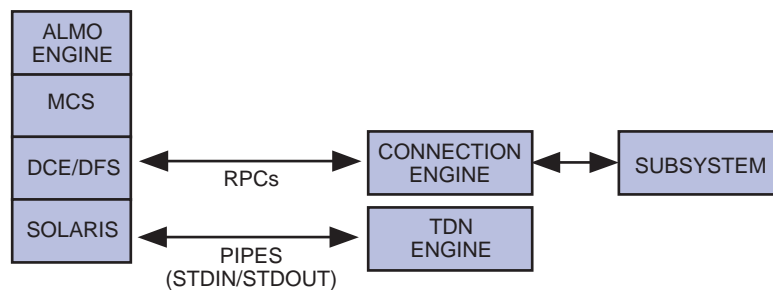 ALMO
ENGINE
MCS
DCE/DFS
SOLARIS
RPCs
PIPES
(STDIN/STDOUT)
CONNECTION
ENGINE
TDN
ENGINE
SUBSYSTEM